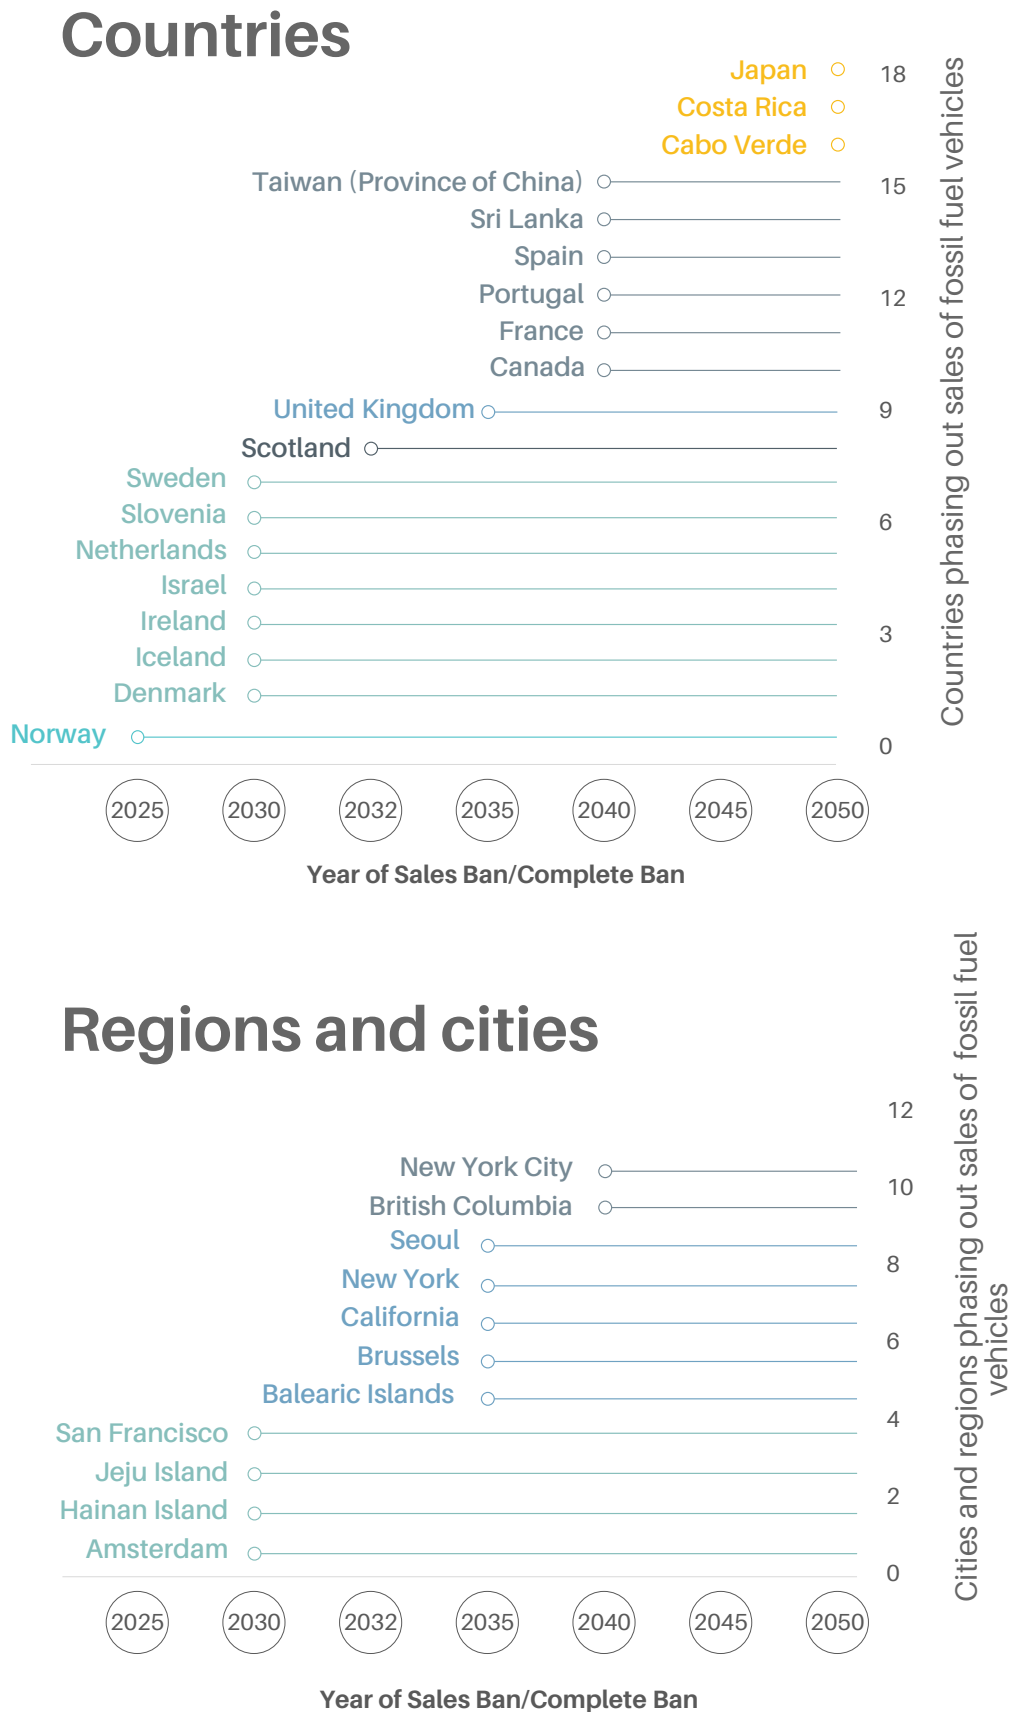 Countries
Japan
18
Costa Rica
Cabo Verde
Taiwan (Province of China)
15
Sri Lanka
Spain
Portugal
12
France
Canada
United Kingdom
9
Scotland
Sweden
Slovenia
6
Netherlands
Israel
Ireland
3
Iceland
Denmark
Norway
0
Countries phasing out sales of fossil fuel vehicles
2025 2030 2032 2035 2040 2045 2050
Year of Sales Ban/Complete Ban
Regions and cities
12
New York City
10
British Columbia
Seoul
8
New York
California
6
Brussels
Balearic Islands
4
San Francisco
Jeju Island
2
Hainan Island
Amsterdam
0
Cities and regions phasing out sales of fossil fuel
vehicles
2025 2030 2032 2035 2040 2045 2050
Year of Sales Ban/Complete Ban